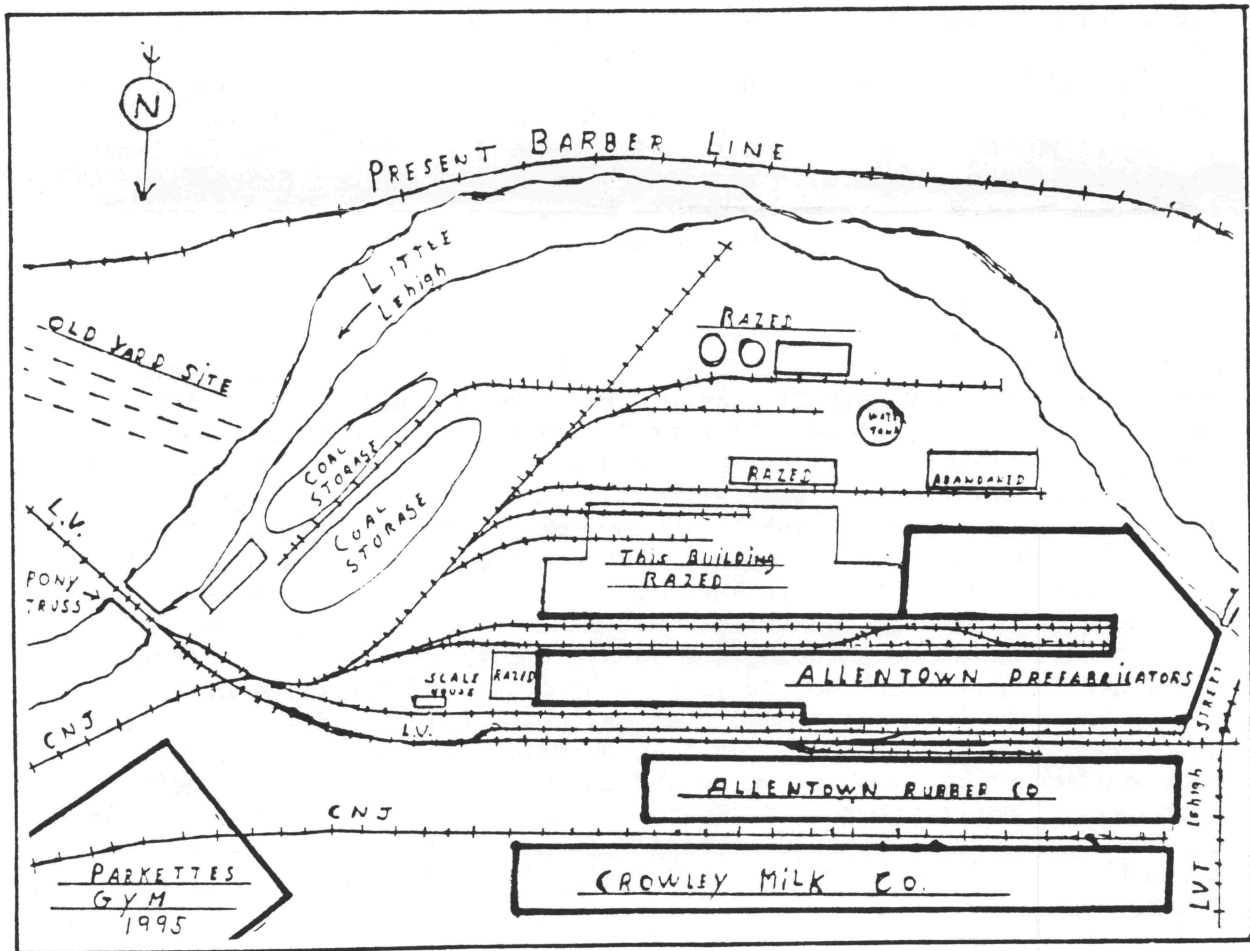 N
PRESENT BARBER LINE
LITTLE
Lehigh
OLD YARD SITE
RAZED
WATER
TANK
COAL
STORAGE
COAL
STORAGE
RAZED
ABANDANED
L.V.
PONY
TRUSS
This BUILDING
RAZED
SCALE
HOUSE
RAZED
ALLENTOWN PREFABRICATORS
CNJ
L.V.
STREET
Lehigh
LVT
ALLENTOWN RUBBER CO
CNJ
CROWLEY MILK CO.
PARKETTES
GYM
1995